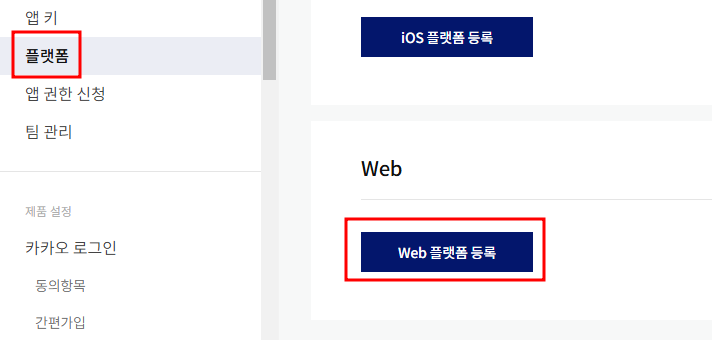 앱 키
플랫폼
앱 권한 신청
팀 관리
제품 설정
카카오 로그인
동의항목
간편가입
iOS 플랫폼 등록
Web
Web 플랫폼 등록